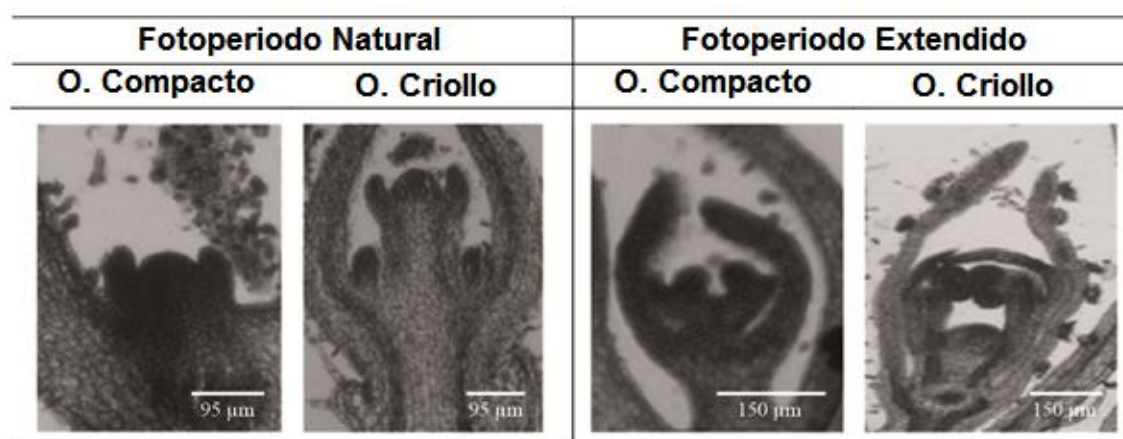 Fotoperiodo Natural Fotoperiodo Extendido
O. Compacto O. Criollo O. Compacto O. Criollo
95 µm 95 µm 150 µm 150 µm